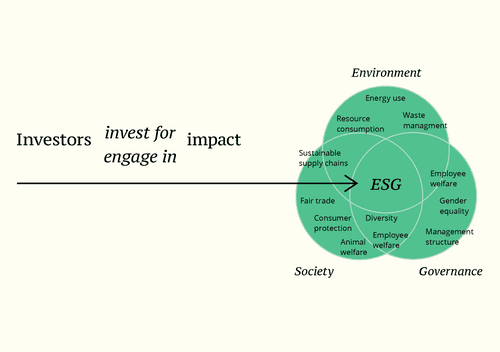 Environment
Energy use
Resource
consumption
Waste
managment
Investors
invest for
engage in
impact
Sustainable
supply chains
ESG
Employee
welfare
Fair trade
Gender
equality
Consumer
protection
Diversity
Management
structure
Animal
welfare
Employee
welfare
Society
Governance